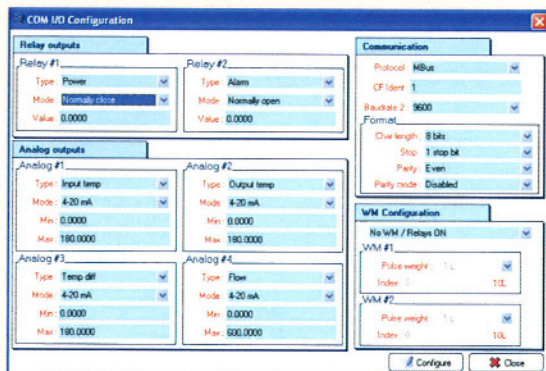 COM I/O Configuration
Relay outputs
Relay #1
Type: Power
Mode: Normally close
Value: 0.0000
Relay #2
Type: Alarm
Mode: Normally open
Value: 0.0000
Analog outputs
Analog #1
Type: Input temp
Mode: 4-20 mA
Min: 0.0000
Max: 180.0000
Analog #2
Type: Output temp
Mode: 4-20 mA
Min: 0.0000
Max: 180.0000
Analog #3
Type: Temp diff
Mode: 4-20 mA
Min: 0.0000
Max: 180.0000
Analog #4
Type: Flow
Mode: 4-20 mA
Min: 0.0000
Max: 600.0000
Communication
Protocol: MBus
CF Ident: 1
Baudrate 2: 9600
Format
Char length: 8 bits
Stop: 1 stop bit
Parity: Even
Parity mode: Disabled
WM Configuration
No WM / Relays ON
WM #1
Pulse weight: 1 L
Index: 0 10L
WM #2
Pulse weight: 1 L
Index: 0 10L
Configure
Close